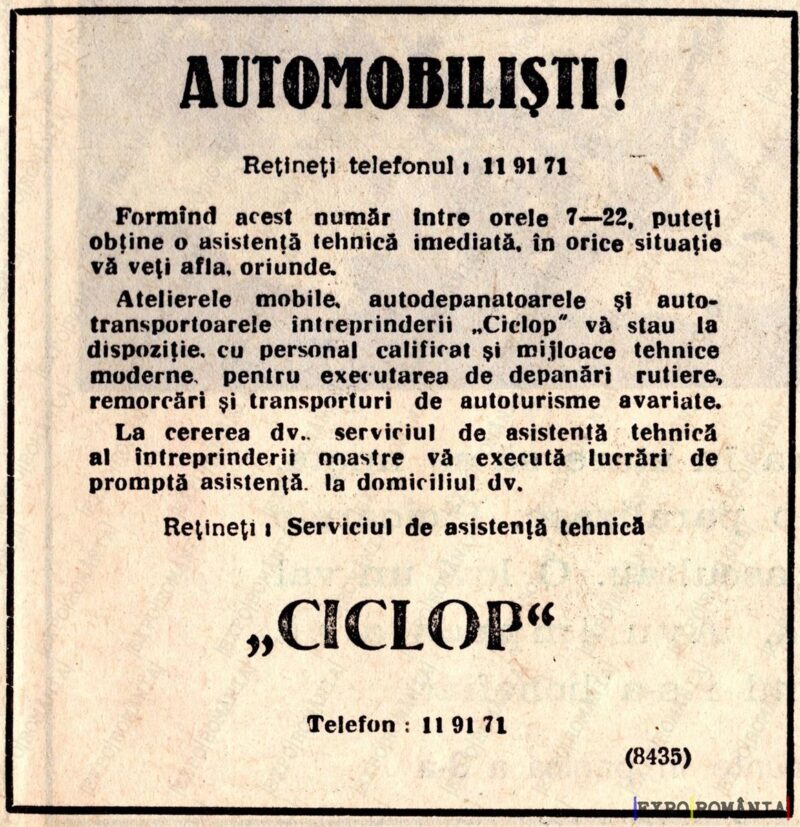 AUTOMOBILIŞTI!
Reţineţi telefonul: 11 91 71
Formînd acest număr între orele 7—22, puteţi
obţine o asistenţă tehnică imediată, în orice situaţie
vă veţi afla, oriunde.
Atelierele mobile, autodepanatoarele şi auto-
transportoarele întreprinderii „Ciclop" vă stau la
dispoziţie, cu personal calificat şi mijloace tehnice
moderne, pentru executarea de depanări rutiere,
remorcări şi transporturi de autoturisme avariate.
La cererea dv., serviciul de asistenţă tehnică
al întreprinderii noastre vă execută lucrări de
promptă asistenţă, la domiciliul dv.
Reţineţi: Serviciul de asistenţă tehnică
„CICLOP“
Telefon: 11 91 71
(8435)
EXPO ROMÂNIA